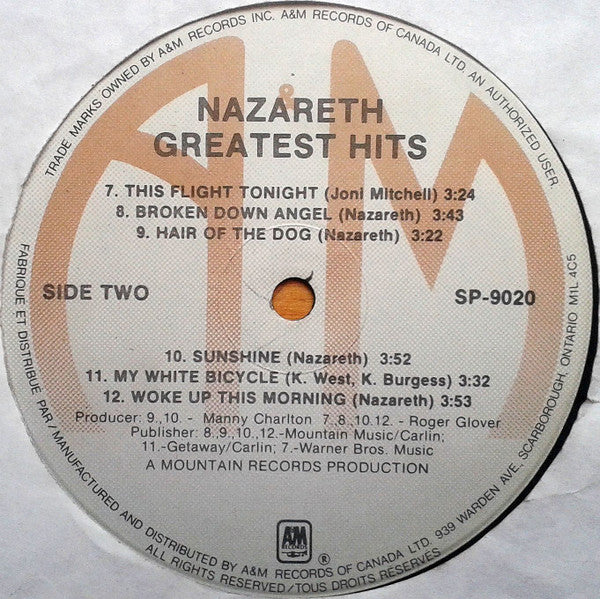 TRADE MARKS OWNED BY A&M RECORDS INC. A&M RECORDS OF CANADA LTD. AN AUTHORIZED USER.
&
NAZARETH
GREATEST HITS
7. THIS FLIGHT TONIGHT (Joni Mitchell) 3:24
8. BROKEN DOWN ANGEL (Nazareth) 3:43
9. HAIR OF THE DOG (Nazareth) 3:22
SIDE TWO
SP-9020
10. SUNSHINE (Nazareth) 3:52
11. MY WHITE BICYCLE (K. West, K. Burgess) 3:32
12. WOKE UP THIS MORNING (Nazareth) 3:53
Producer: 9.,10. - Manny Charlton 7.,8.,10.12. - Roger Glover
Publisher: 8.,9.,10.,12.-Mountain Music/Carlin;
11.-Getaway/Carlin; 7.-Warner Bros. Music
A MOUNTAIN RECORDS PRODUCTION
A&M
RECORDS
®
FABRIQUE ET DISTRIBUÉ PAR / MANUFACTURED AND DISTRIBUTED BY A&M RECORDS OF CANADA LTD. 939 WARDEN AVE., SCARBOROUGH, ONTARIO M1L 4C5
ALL RIGHTS RESERVED/TOUS DROITS RESERVÉS